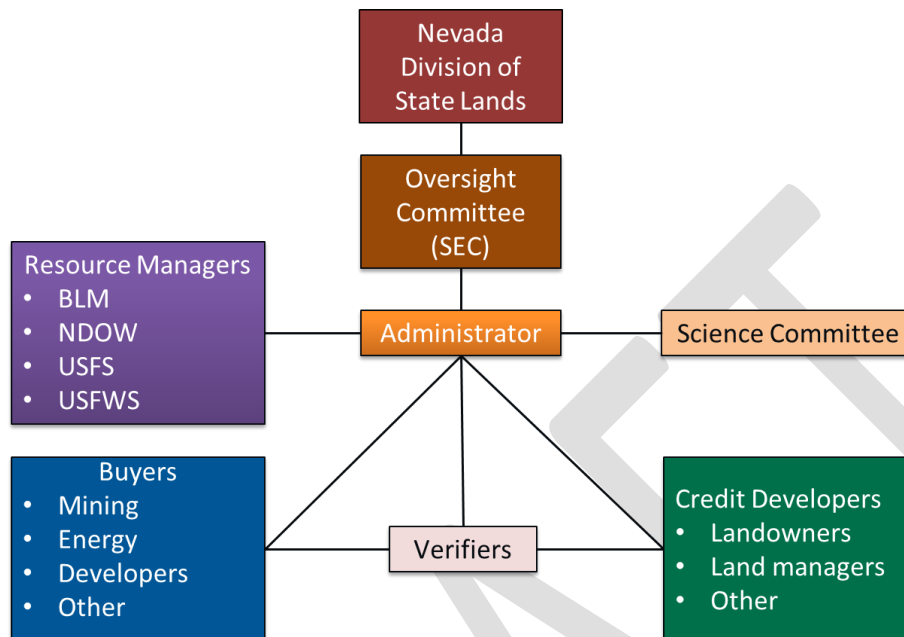 Nevada
Division of
State Lands
Oversight
Committee
(SEC)
Resource Managers
• BLM
• NDOW
• USFS
• USFWS
Administrator
Science Committee
Buyers
• Mining
• Energy
• Developers
• Other
Verifiers
Credit Developers
• Landowners
• Land managers
• Other